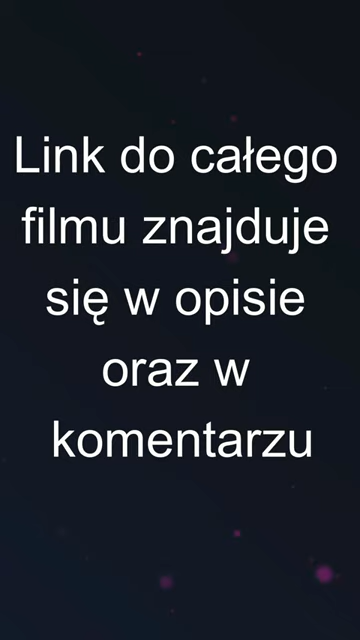 Link do całego
filmu znajduje
się w opisie
oraz w
komentarzu